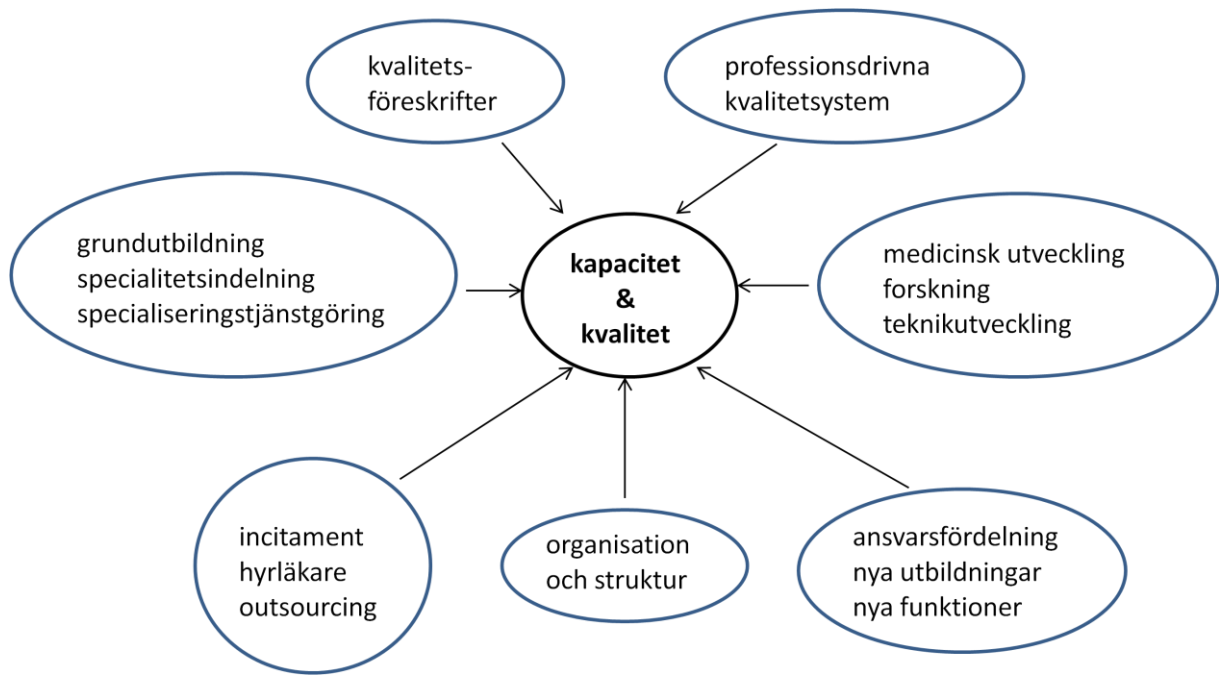 kvalitets-
föreskrifter
professionsdrivna
kvalitetsystem
grundutbildning
specialitetsindelning
specialiseringstjänstgöring
kapacitet
&
kvalitet
medicinsk utveckling
forskning
teknikutveckling
incitament
hyrläkare
outsourcing
organisation
och struktur
ansvarsfördelning
nya utbildningar
nya funktioner